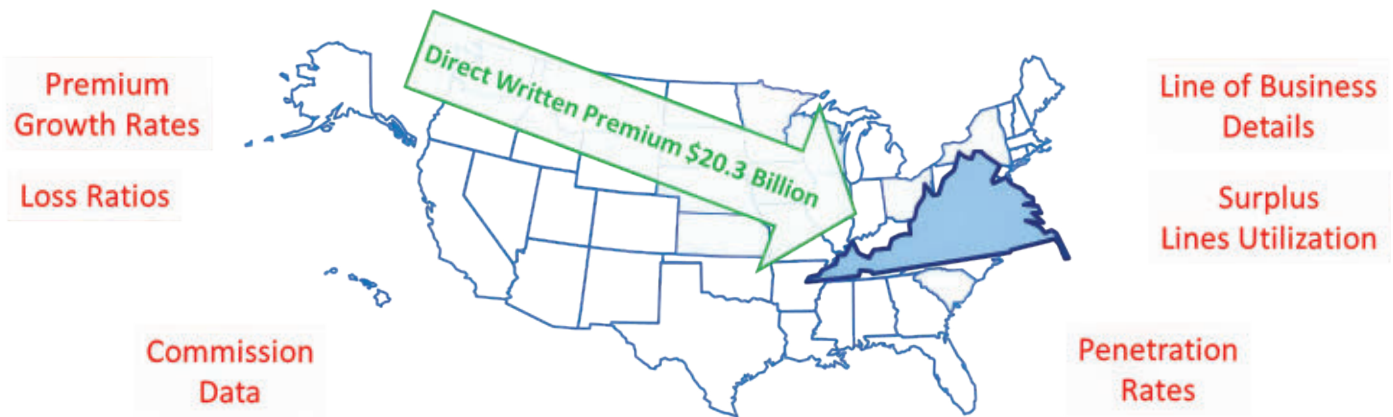 Premium
Growth Rates
Loss Ratios
Commission
Data
Direct Written Premium $20.3 Billion
Line of Business
Details
Surplus
Lines Utilization
Penetration
Rates